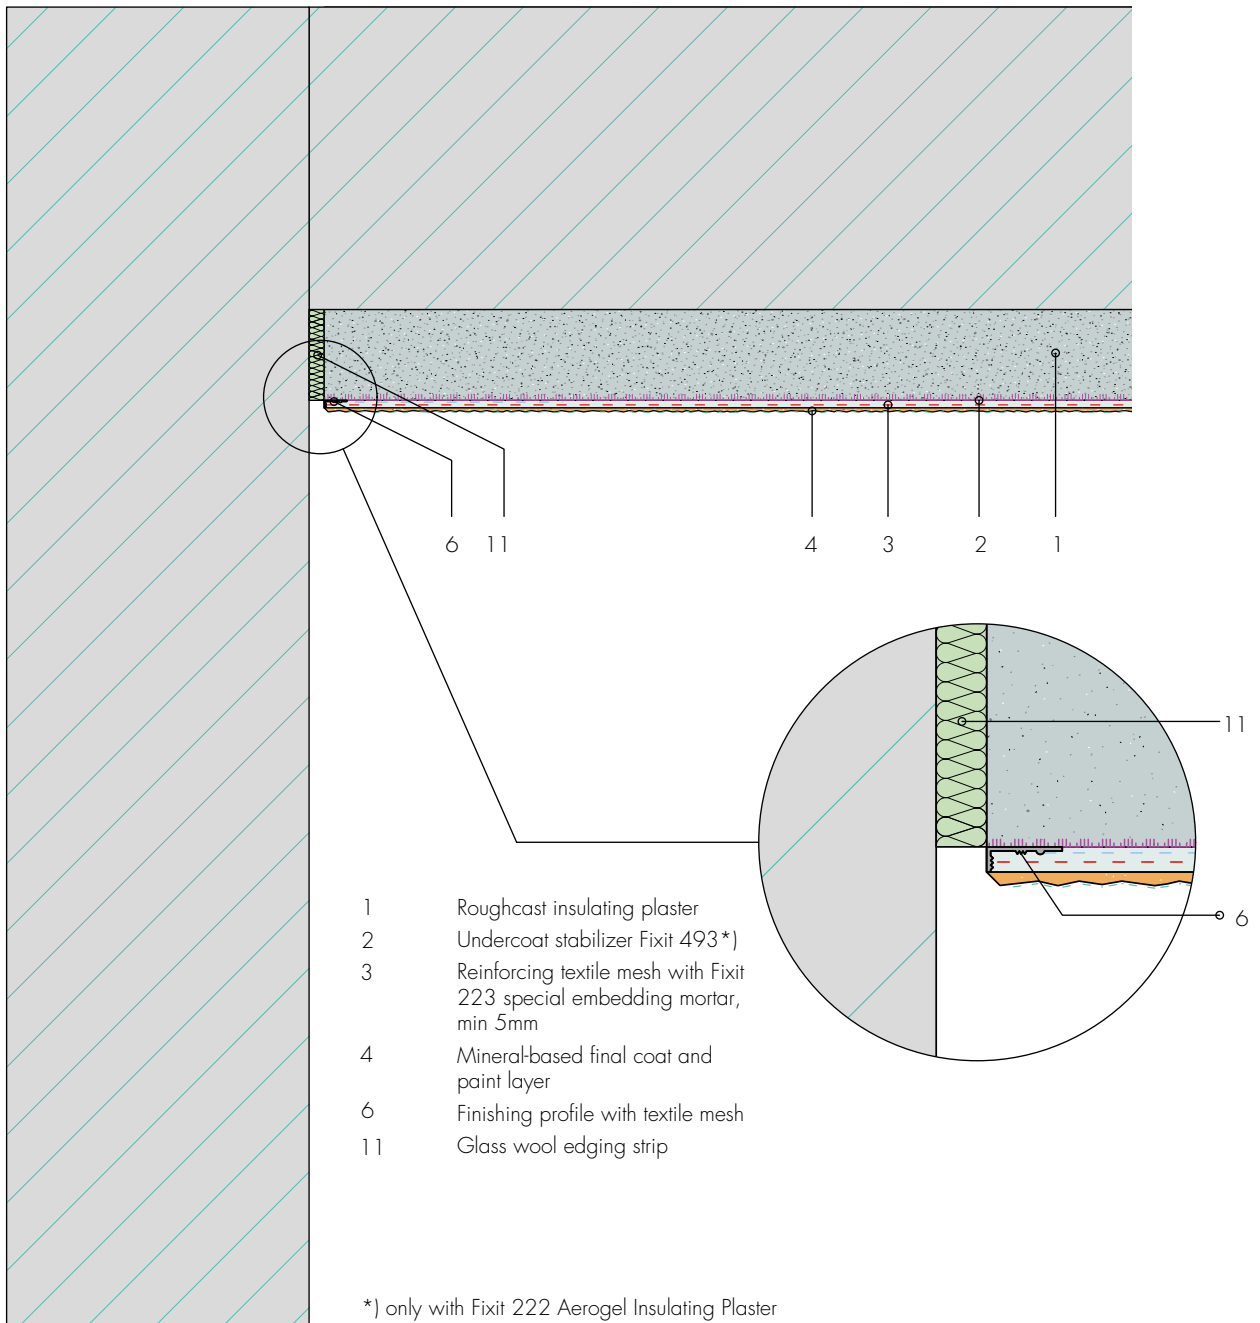 6 11 4 3 2 1
11
6
1 Roughcast insulating plaster
2 Undercoat stabilizer Fixit 493*)
3 Reinforcing textile mesh with Fixit
223 special embedding mortar,
min 5mm
4 Mineral-based final coat and
paint layer
6 Finishing profile with textile mesh
11 Glass wool edging strip
*) only with Fixit 222 Aerogel Insulating Plaster